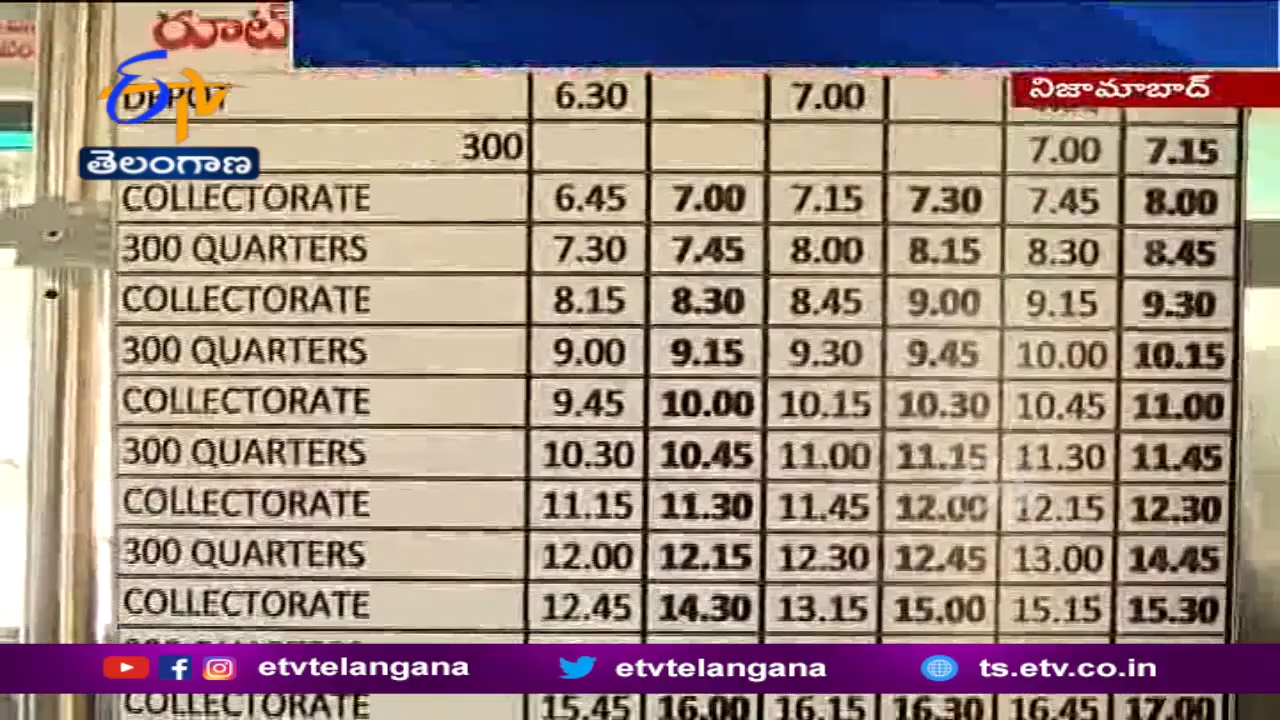 రూట్
ETV
తెలంగాణ
నిజామాబాద్
DEPOT 6.30 7.00
300 7.00 7.15
COLLECTORATE 6.45 7.00 7.15 7.30 7.45 8.00
300 QUARTERS 7.30 7.45 8.00 8.15 8.30 8.45
COLLECTORATE 8.15 8.30 8.45 9.00 9.15 9.30
300 QUARTERS 9.00 9.15 9.30 9.45 10.00 10.15
COLLECTORATE 9.45 10.00 10.15 10.30 10.45 11.00
300 QUARTERS 10.30 10.45 11.00 11.15 11.30 11.45
COLLECTORATE 11.15 11.30 11.45 12.00 12.15 12.30
300 QUARTERS 12.00 12.15 12.30 12.45 13.00 14.45
COLLECTORATE 12.45 14.30 13.15 15.00 15.15 15.30
etvtelangana etvtelangana ts.etv.co.in
COLLECTORATE 15.45 16.00 16.15 16.30 16.45 17.00